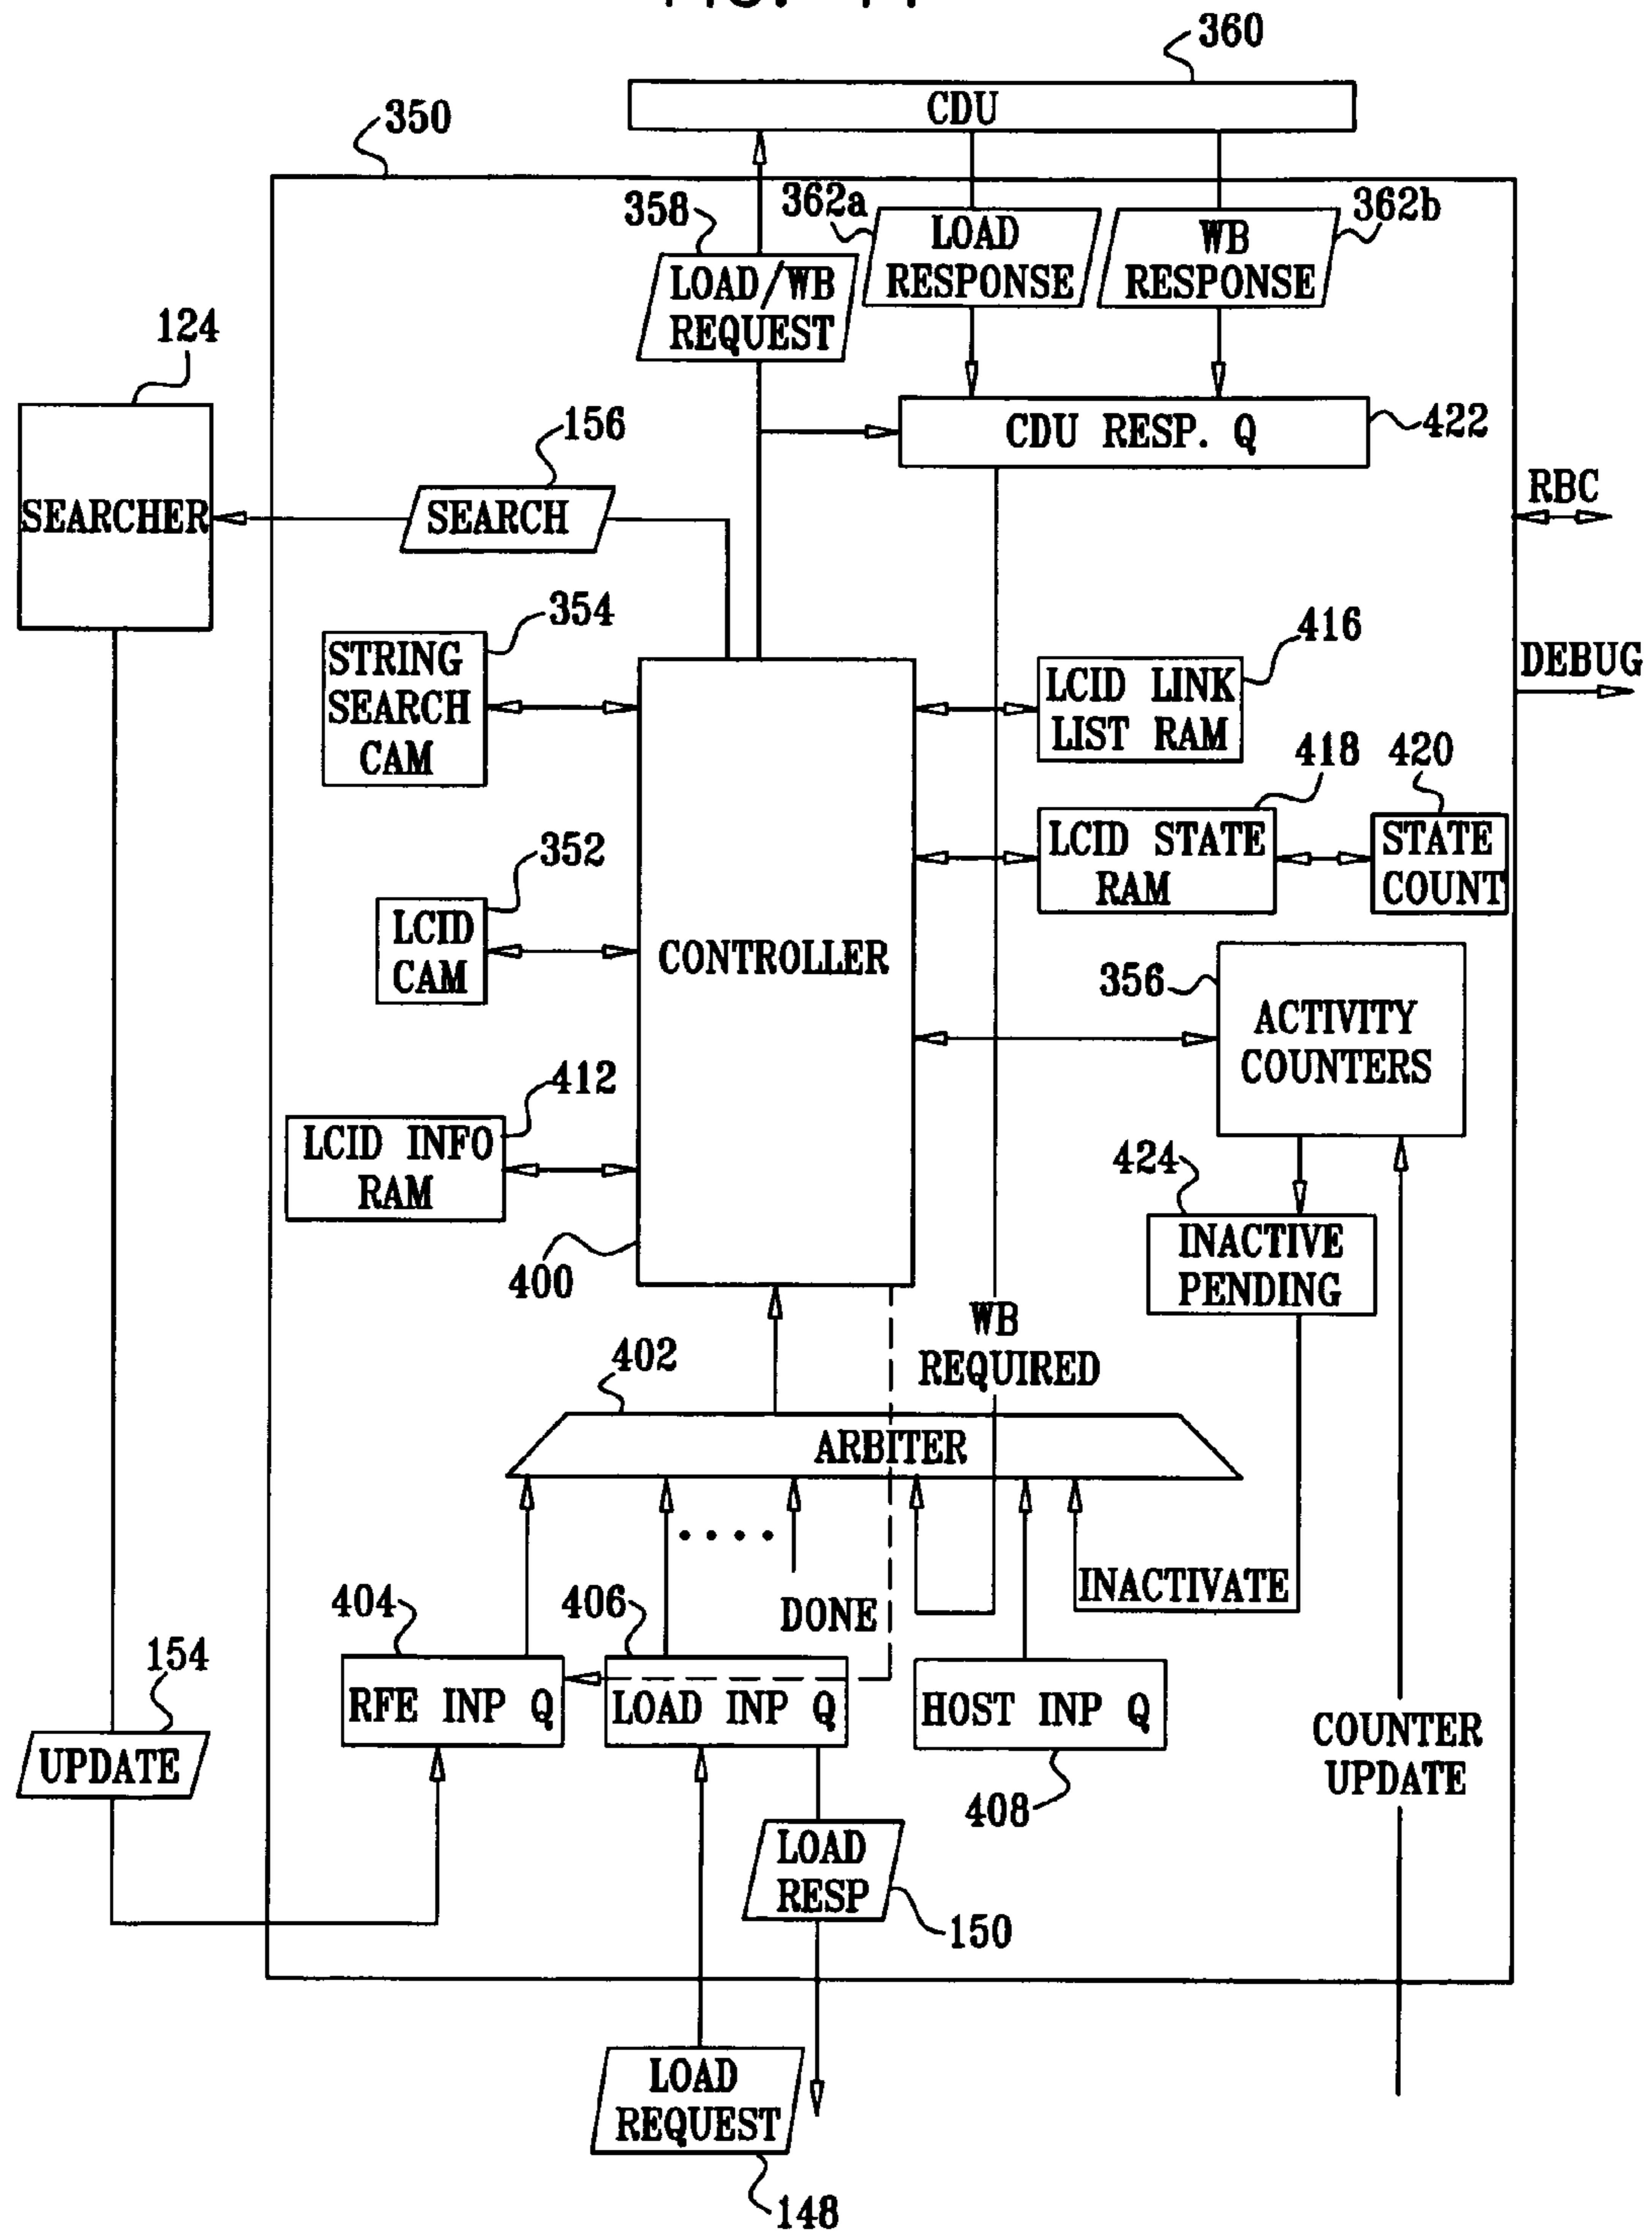 360
CDU
350
358
362a
LOAD
RESPONSE
WB
RESPONSE
362b
LOAD/WB
REQUEST
124
156
CDU RESP. Q
422
SEARCHER
SEARCH
RBC
354
STRING
SEARCH
CAM
416
LCID LINK
LIST RAM
DEBUG
418
420
352
LCID STATE
RAM
STATE
COUNT
LCID
CAM
CONTROLLER
356
ACTIVITY
COUNTERS
412
LCID INFO
RAM
424
400
INACTIVE
PENDING
WB
REQUIRED
402
ARBITER
404
406
DONE
INACTIVATE
154
RFE INP Q
LOAD INP Q
HOST INP Q
UPDATE
COUNTER
UPDATE
408
LOAD
RESP
150
LOAD
REQUEST
148